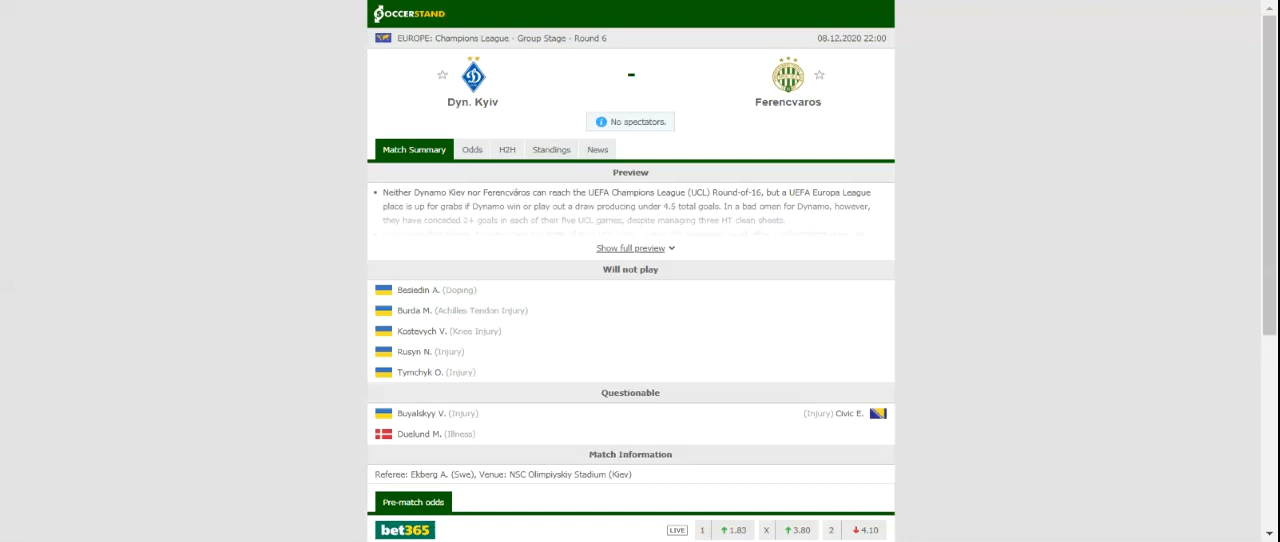 SOCCERSTAND
EUROPE: Champions League - Group Stage - Round 6
08.12.2020 22:00
-
Dyn. Kyiv
Ferencvaros
No spectators.
Match Summary
Odds
H2H
Standings
News
Preview
• Neither Dynamo Kiev nor Ferencváros can reach the UEFA Champions League (UCL) Round-of-16, but a UEFA Europa League
place is up for grabs if Dynamo win or play out a draw producing under 4.5 total goals. In a bad omen for Dynamo, however,
they have conceded 2+ goals in each of their five UCL games, despite managing three HT clean sheets.
Show full preview
Will not play
Besiedin A. (Doping)
Burda M. (Achilles Tendon Injury)
Kostevych V. (Knee Injury)
Rusyn N. (Injury)
Tymchyk O. (Injury)
Questionable
Buyalskyy V. (Injury)
(Injury) Civic E.
Duelund M. (Illness)
Match Information
Referee: Ekberg A. (Swe), Venue: NSC Olimpiyskiy Stadium (Kiev)
Pre-match odds
bet365
LIVE
1
1.83
X
3.80
2
4.10